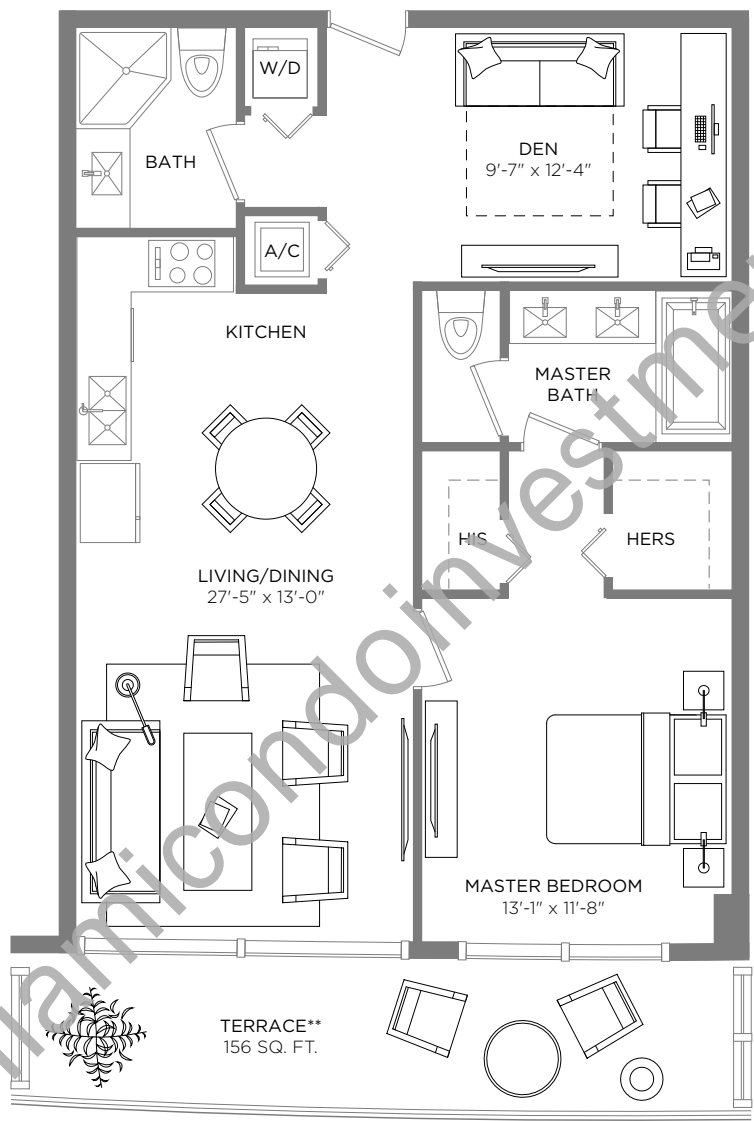 W/D
BATH
DEN
9'-7" x 12'-4"
A/C
KITCHEN
MASTER
BATH
HIS
HERS
LIVING/DINING
27'-5" x 13'-0"
MASTER BEDROOM
13'-1" x 11'-8"
TERRACE**
156 SQ. FT.